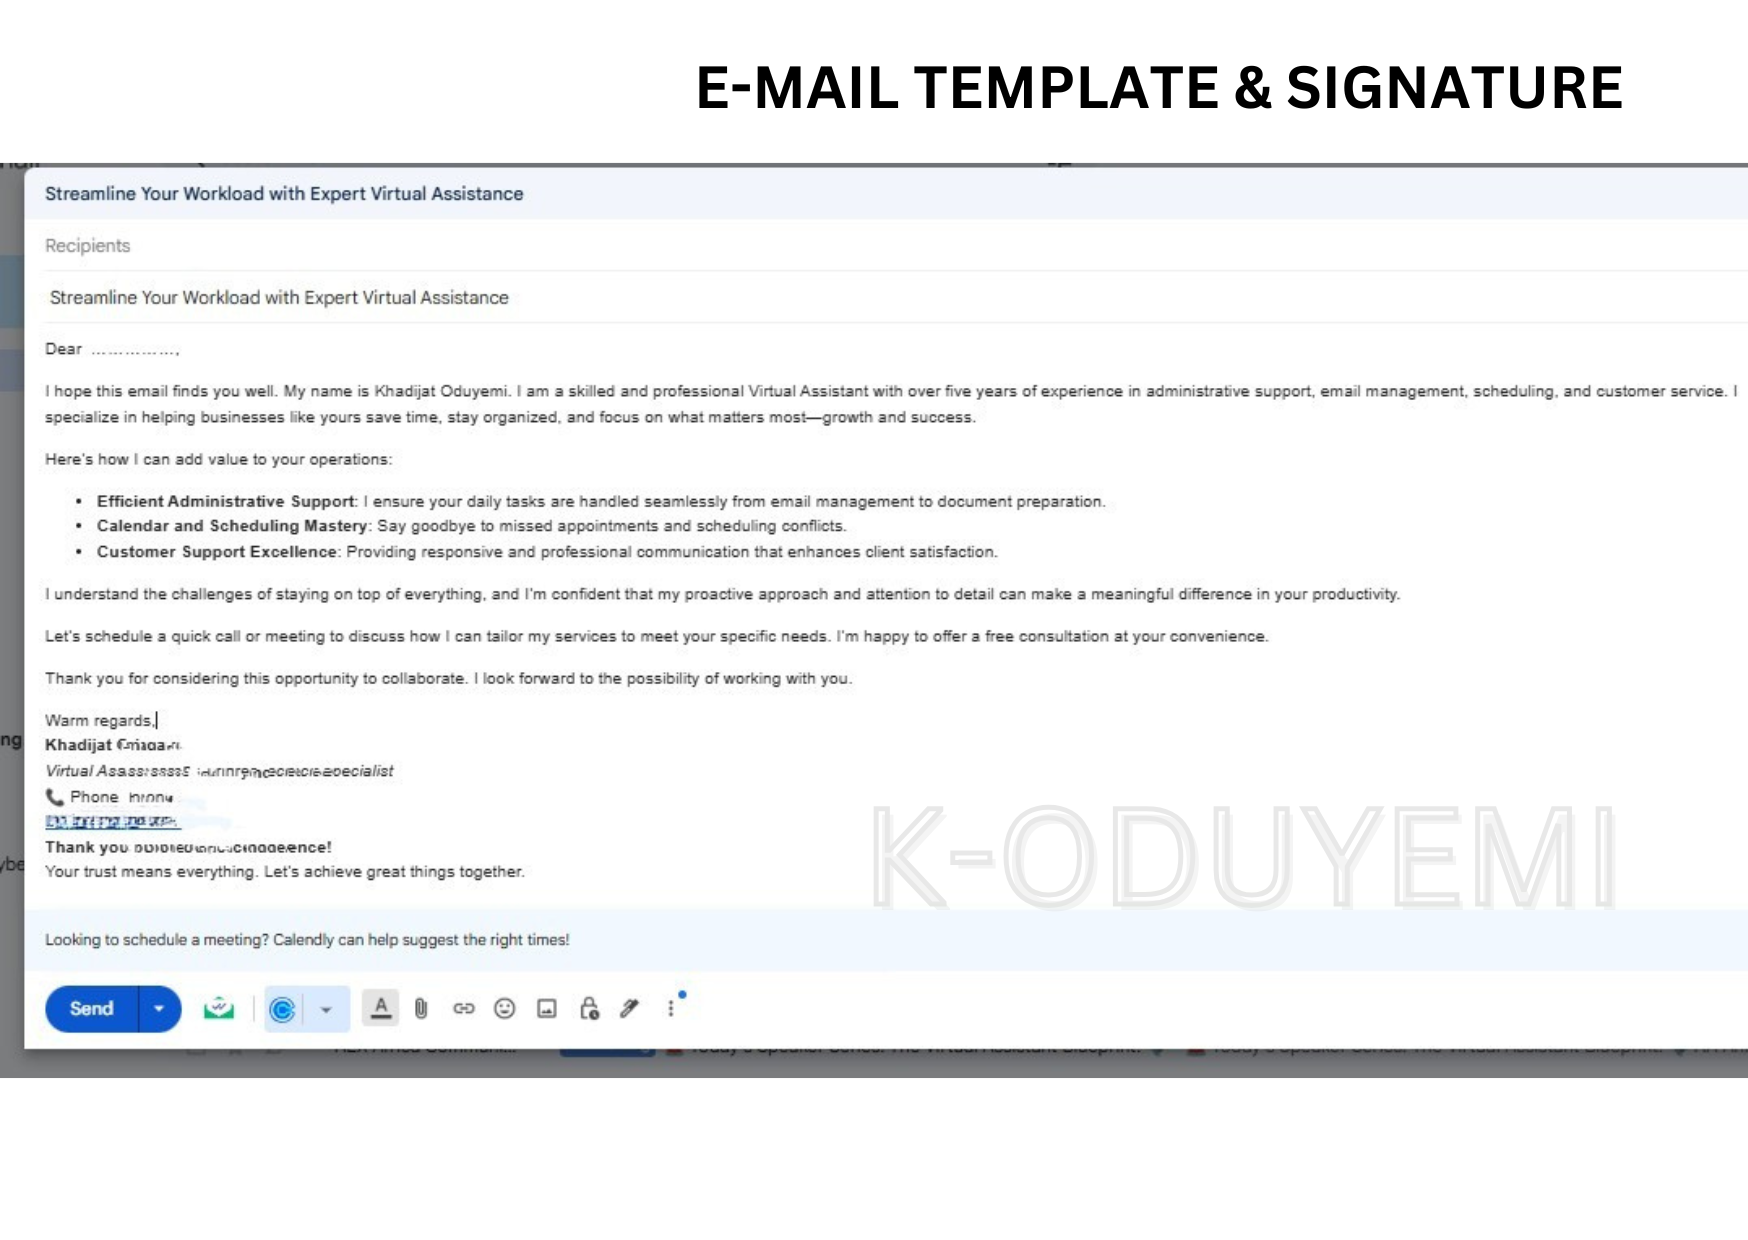 E-MAIL TEMPLATE & SIGNATURE
Streamline Your Workload with Expert Virtual Assistance
Recipients
Streamline Your Workload with Expert Virtual Assistance
Dear ...............,
I hope this email finds you well. My name is Khadijat Oduyemi. I am a skilled and professional Virtual Assistant with over five years of experience in administrative support, email management, scheduling, and customer service. I
specialize in helping businesses like yours save time, stay organized, and focus on what matters most—growth and success.
Here's how I can add value to your operations:
• Efficient Administrative Support: I ensure your daily tasks are handled seamlessly from email management to document preparation.
• Calendar and Scheduling Mastery: Say goodbye to missed appointments and scheduling conflicts.
• Customer Support Excellence: Providing responsive and professional communication that enhances client satisfaction.
I understand the challenges of staying on top of everything, and I'm confident that my proactive approach and attention to detail can make a meaningful difference in your productivity.
Let's schedule a quick call or meeting to discuss how I can tailor my services to meet your specific needs. I'm happy to offer a free consultation at your convenience.
Thank you for considering this opportunity to collaborate. I look forward to the possibility of working with you.
Warm regards,
Khadijat
Virtual
Phone
Thank you
Your trust means everything. Let's achieve great things together.
K-ODUYEMI
Looking to schedule a meeting? Calendly can help suggest the right times!
Send